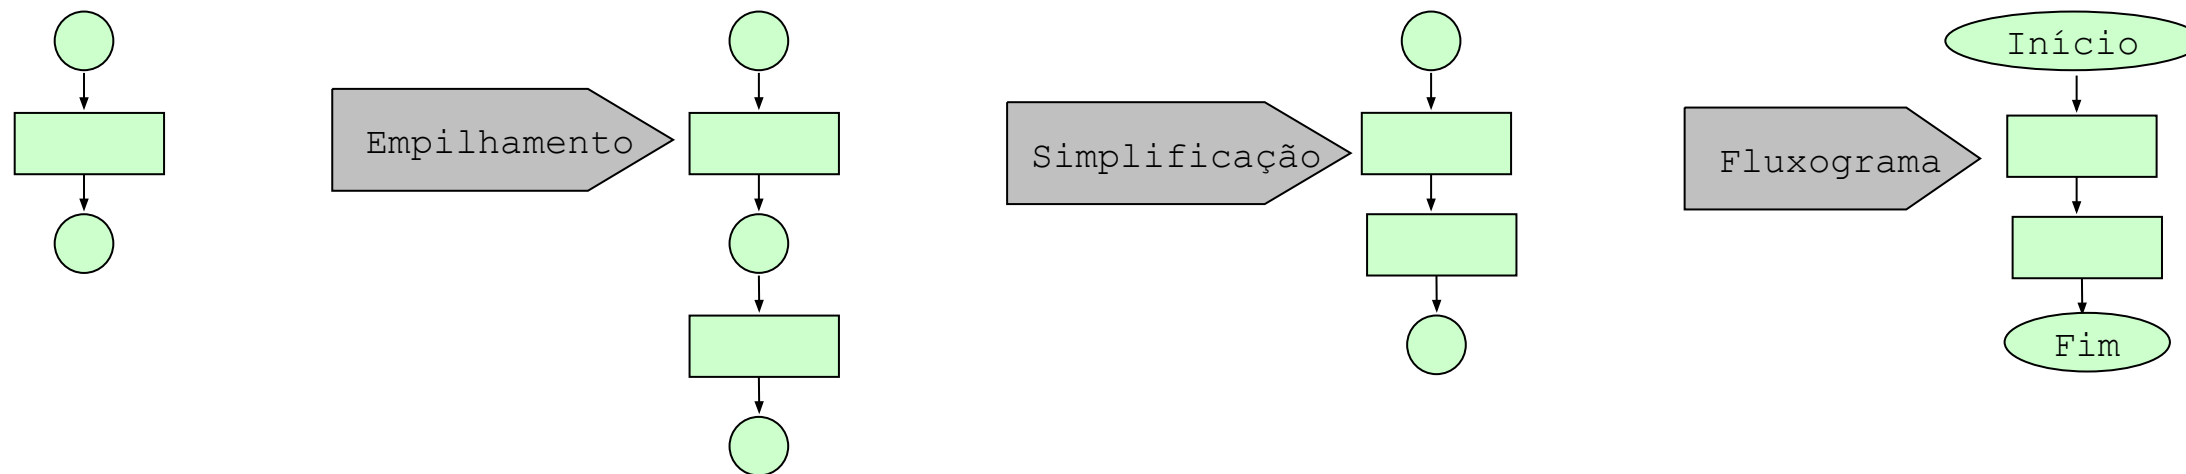 Início
Empilhamento
Simplificação
Fluxograma
Fim